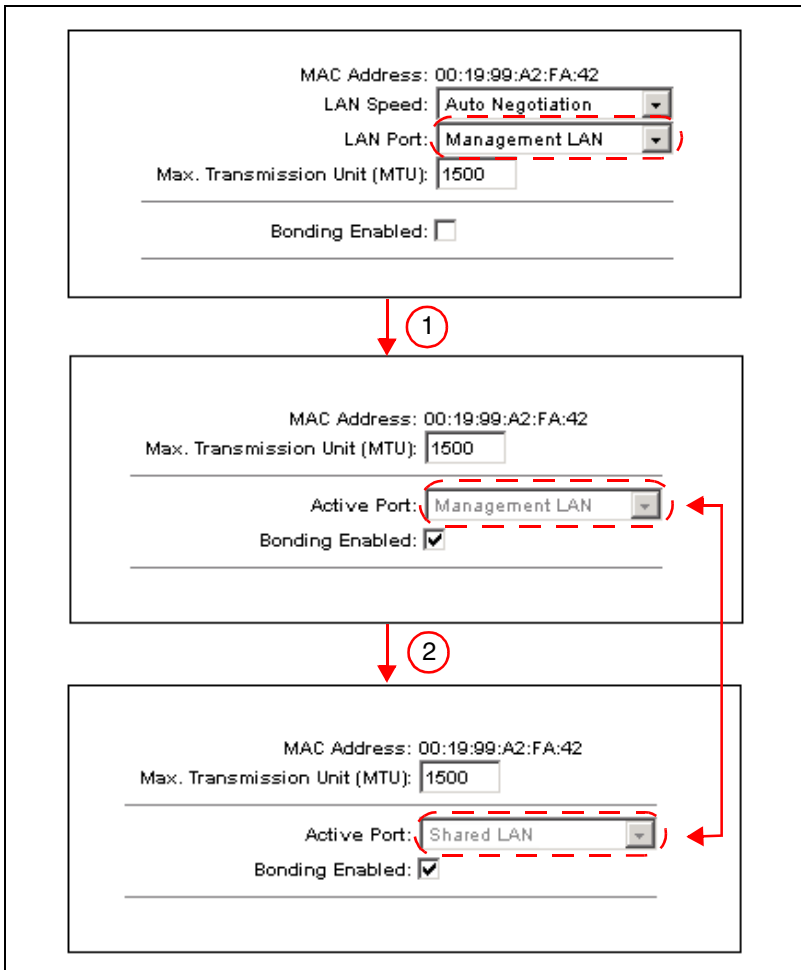 MAC Address: 00:19:99:A2:FA:42
LAN Speed: Auto Negotiation
LAN Port: Management LAN
Max. Transmission Unit (MTU): 1500
Bonding Enabled:
1
MAC Address: 00:19:99:A2:FA:42
Max. Transmission Unit (MTU): 1500
Active Port: Management LAN
Bonding Enabled:
2
MAC Address: 00:19:99:A2:FA:42
Max. Transmission Unit (MTU): 1500
Active Port: Shared LAN
Bonding Enabled: